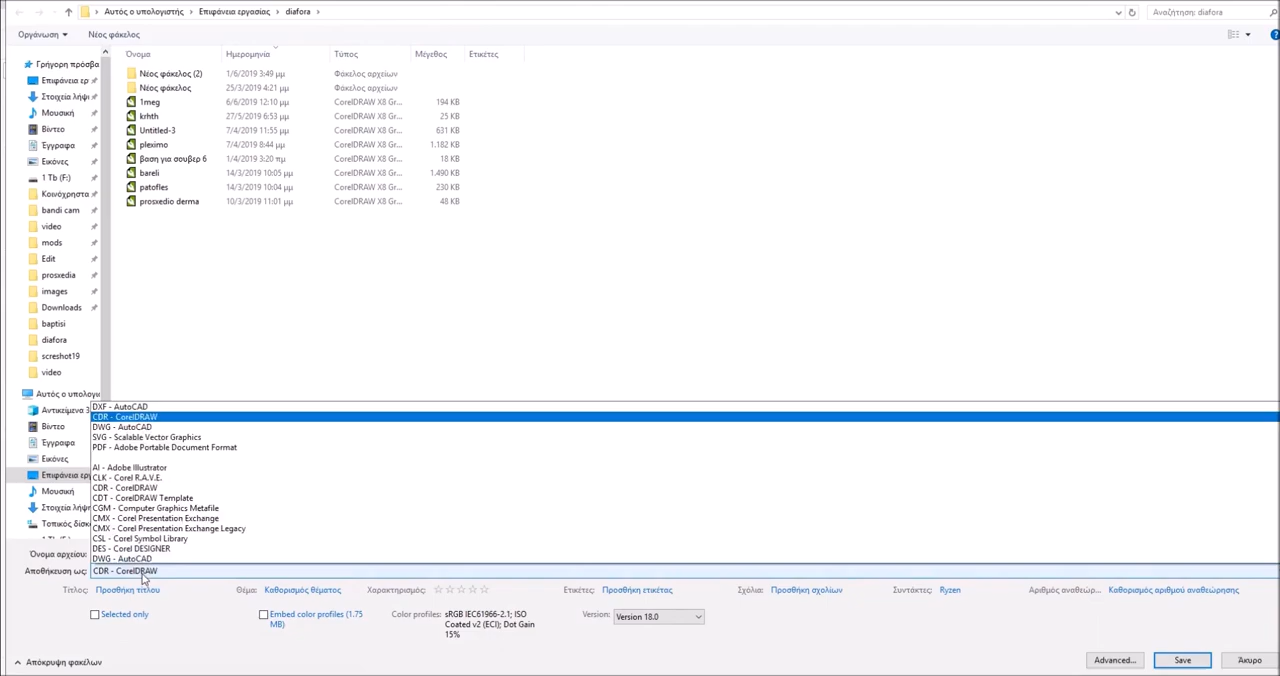 Αυτός ο υπολογιστής > Επιφάνεια εργασίας > diafora >
Αναζήτηση: diafora
Οργάνωση Νέος φάκελος
Όνομα Ημερομηνία Τύπος Μέγεθος Ετικέτες
Νέος φάκελος (2) 1/6/2019 3:49 μμ Φάκελος αρχείων
Νέος φάκελος 25/3/2019 4:21 μμ Φάκελος αρχείων
1meg 6/6/2019 12:10 μμ CorelDRAW X8 Gr... 194 KB
krhth 27/5/2019 6:53 μμ CorelDRAW X8 Gr... 25 KB
Untitled-3 7/4/2019 11:55 μμ CorelDRAW X8 Gr... 631 KB
pleximo 7/4/2019 8:44 μμ CorelDRAW X8 Gr... 1.182 KB
βαση για σουβερ 6 1/4/2019 3:20 πμ CorelDRAW X8 Gr... 18 KB
bareli 14/3/2019 10:05 μμ CorelDRAW X8 Gr... 1.490 KB
patofles 14/3/2019 10:04 μμ CorelDRAW X8 Gr... 230 KB
prosxedio derma 10/3/2019 11:01 μμ CorelDRAW X8 Gr... 48 KB
Γρήγορη πρόσβα
Επιφάνεια ερ
Στοιχεία λήψι
Μουσική
Βίντεο
Έγγραφα
Εικόνες
1 Tb (F:)
Κοινόχρηστα
bandi cam
video
mods
Edit
prosxedia
images
Downloads
baptisi
diafora
screshot19
video
Αυτός ο υπολογι
Αντικείμενα 3
Βίντεο
Έγγραφα
Εικόνες
Επιφάνεια εργ
Μουσική
Στοιχεία λήψ
Τοπικός δίσκ
DXF - AutoCAD
CDR - CorelDRAW
DWG - AutoCAD
SVG - Scalable Vector Graphics
PDF - Adobe Portable Document Format
AI - Adobe Illustrator
CLK - Corel R.A.V.E.
CDR - CorelDRAW
CDT - CorelDRAW Template
CGM - Computer Graphics Metafile
CMX - Corel Presentation Exchange
CMX - Corel Presentation Exchange Legacy
CSL - Corel Symbol Library
DES - Corel DESIGNER
DWG - AutoCAD
Όνομα αρχείου:
Αποθήκευση ως: CDR - CorelDRAW
Τίτλος: Προσθήκη τίτλου Θέμα: Καθορισμός θέματος Χαρακτηρισμός: Ετικέτες: Προσθήκη ετικέτας Σχόλια: Προσθήκη σχολίων Συντάκτες: Ryzen Αριθμός αναθεώρ... Καθορισμός αριθμού αναθεώρησης
Selected only
Embed color profiles (1.75
MB)
Color profiles: sRGB IEC61966-2.1; ISO
Coated v2 (ECI); Dot Gain
15%
Version: Version 18.0
Απόκρυψη φακέλων
Advanced... Save Άκυρο